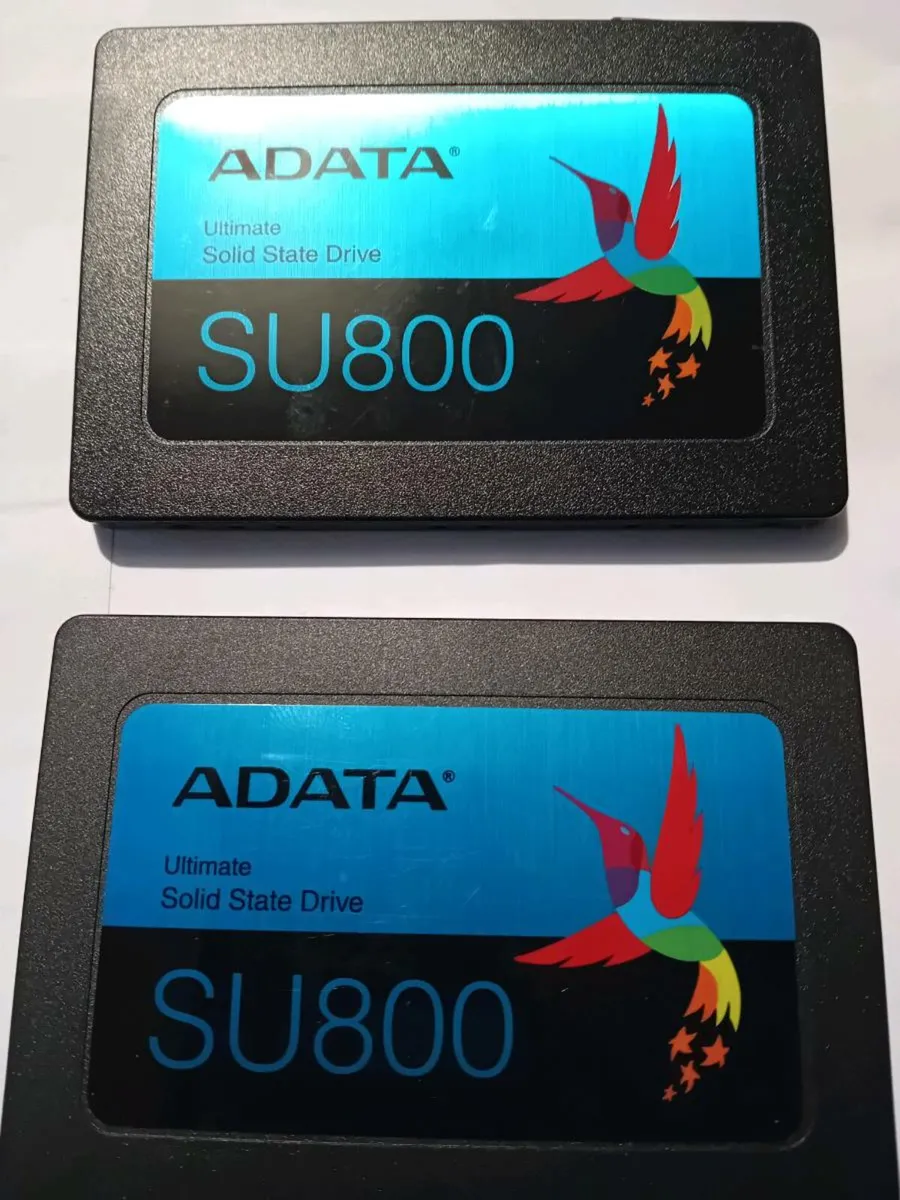 ADATA®
Ultimate
Solid State Drive
SU800
ADATA®
Ultimate
Solid State Drive
SU800